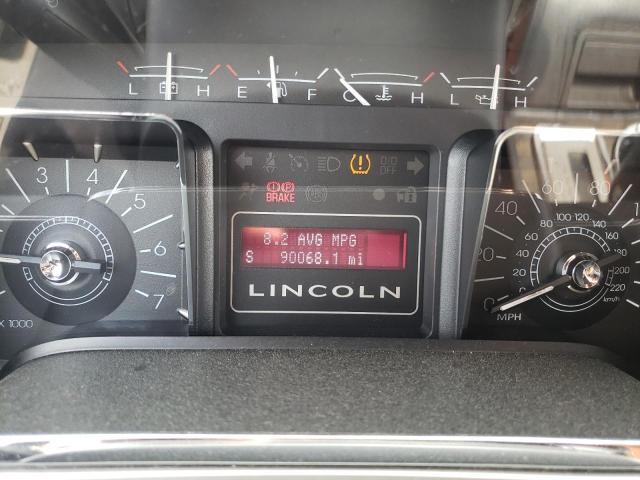 L H E F C H L H
O/D
OFF
(P)
BRAKE
8.2 AVG MPG
S 90068.1 mi
LINCOLN
3
4
5
6
7
X 1000
0
20
40
60
80
MPH
80 100 120 140
160
180
200
220
km/h